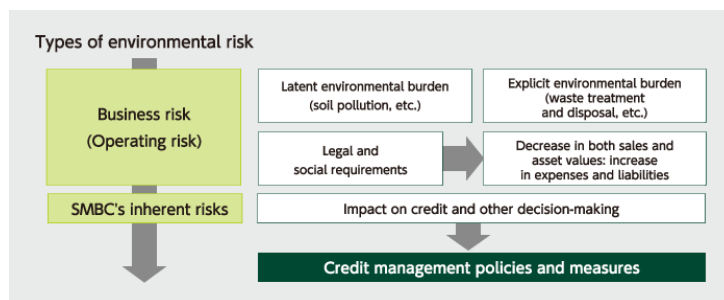 Types of environmental risk
Business risk
(Operating risk)
Latent environmental burden
(soil pollution, etc.)
Explicit environmental burden
(waste treatment
and disposal, etc.)
Legal and
social requirements
Decrease in both sales and
asset values: increase
in expenses and liabilities
SMBC's inherent risks
Impact on credit and other decision-making
Credit management policies and measures